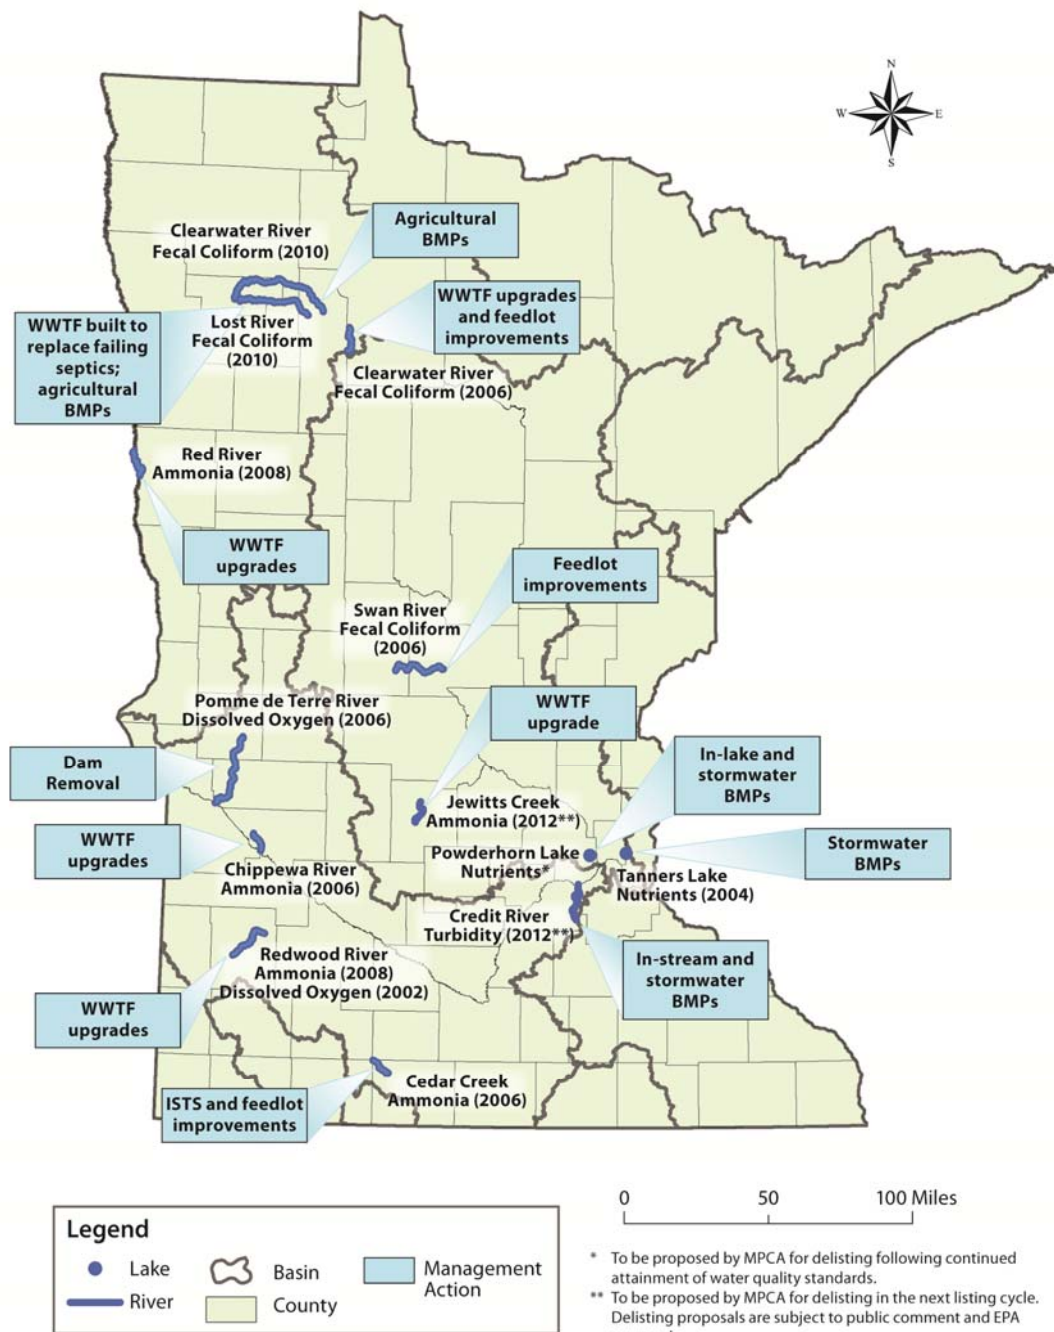 N
W
E
S
Clearwater River
Fecal Coliform (2010)
Agricultural
BMPs
WWTF upgrades
and feedlot
improvements
WWTF built to
replace failing
septics;
agricultural
BMPs
Lost River
Fecal Coliform
(2010)
Clearwater River
Fecal Coliform (2006)
Red River
Ammonia (2008)
WWTF
upgrades
Feedlot
improvements
Swan River
Fecal Coliform
(2006)
Pomme de Terre River
Dissolved Oxygen (2006)
WWTF
upgrade
Dam
Removal
In-lake and
stormwater
BMPs
Jewitts Creek
Ammonia (2012**)
WWTF
upgrades
Chippewa River
Ammonia (2006)
Powderhorn Lake
Nutrients*
Stormwater
BMPs
Tanners Lake
Nutrients (2004)
Credit River
Turbidity (2012**)
In-stream and
stormwater
BMPs
Redwood River
Ammonia (2008)
Dissolved Oxygen (2002)
WWTF
upgrades
Cedar Creek
Ammonia (2006)
ISTS and feedlot
improvements
0 50 100 Miles
Legend
Lake
River
Basin
County
Management
Action
* To be proposed by MPCA for delisting following continued
attainment of water quality standards.
** To be proposed by MPCA for delisting in the next listing cycle.
Delisting proposals are subject to public comment and EPA